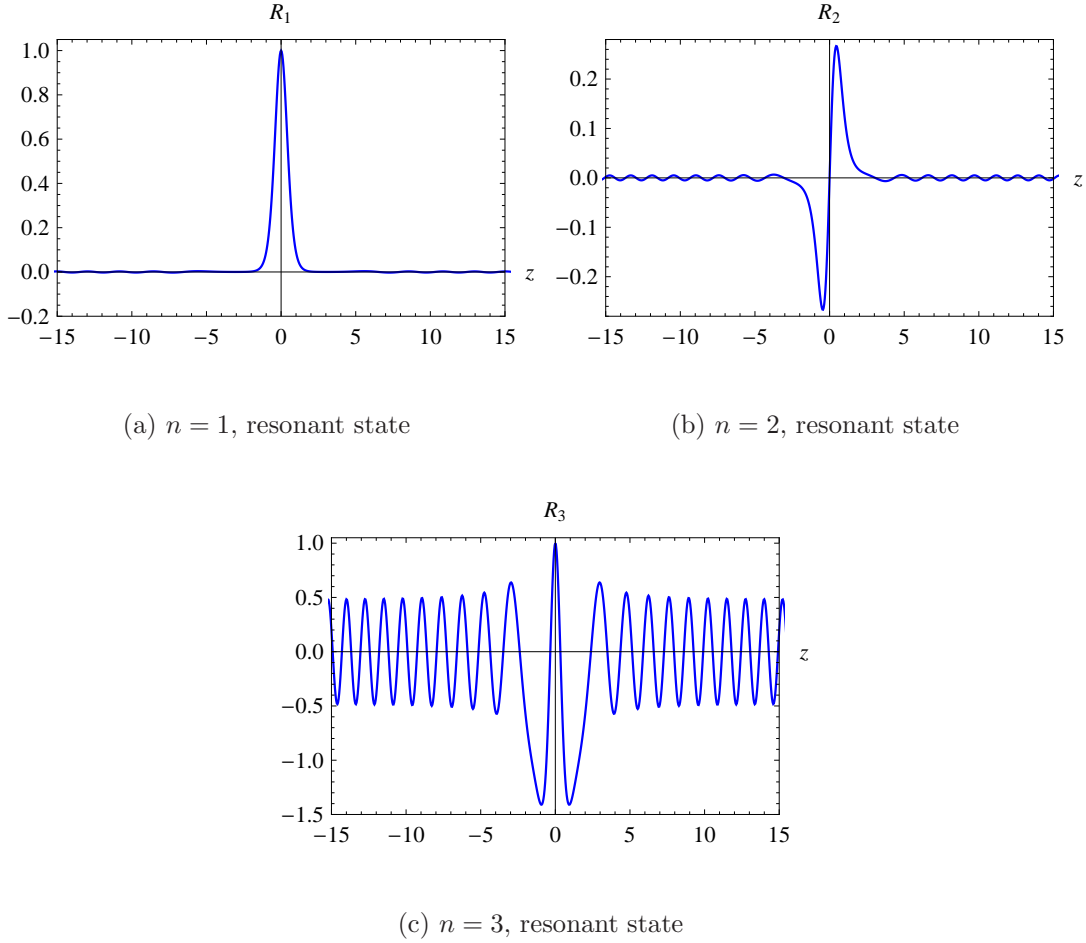 R1
1.0
0.8
0.6
0.4
0.2
0.0
−0.2
−15 −10 −5 0 5 10 15
z
(a) n = 1, resonant state
R2
0.2
0.1
0.0
−0.1
−0.2
−15 −10 −5 0 5 10 15
z
(b) n = 2, resonant state
R3
1.0
0.5
0.0
−0.5
−1.0
−1.5
−15 −10 −5 0 5 10 15
z
(c) n = 3, resonant state